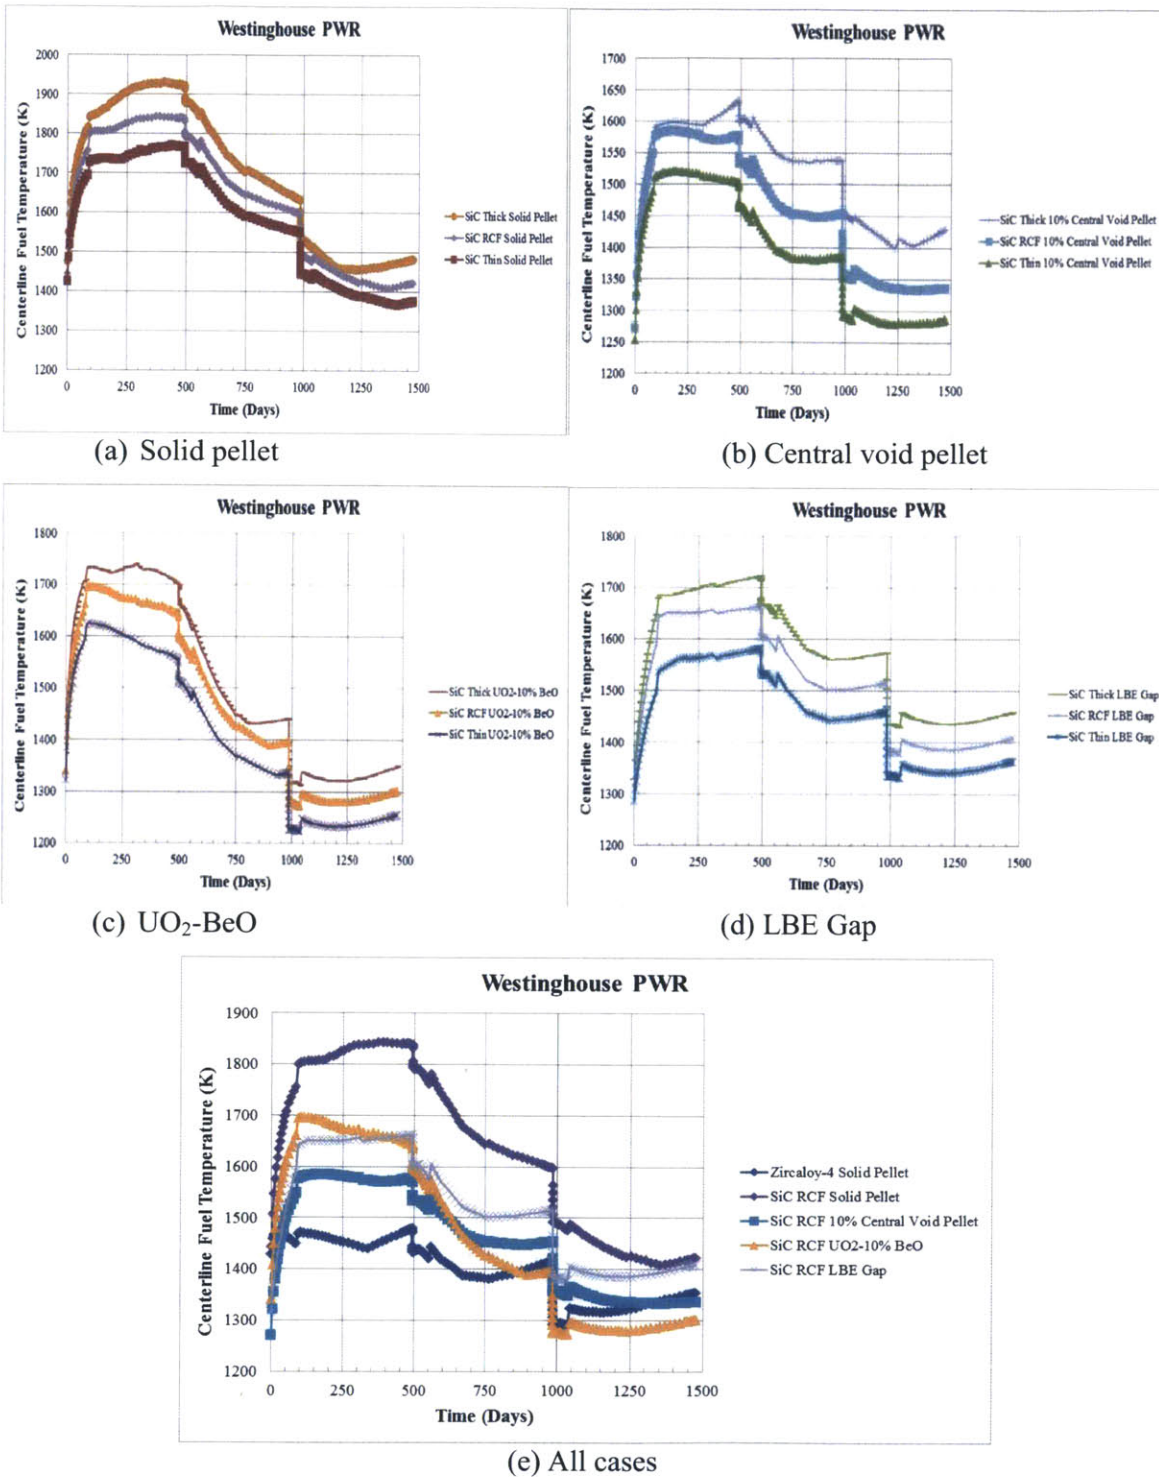 Westinghouse PWR
Centerline Fuel Temperature (K)
2000
1900
1800
1700
1600
1500
1400
1300
1200
0
250
500
750
1000
1250
1500
Time (Days)
SiC Thick Solid Pellet
SiC RCF Solid Pellet
SiC Thin Solid Pellet
(a) Solid pellet
Westinghouse PWR
Centerline Fuel Temperature (K)
1700
1650
1600
1550
1500
1450
1400
1350
1300
1250
1200
0
250
500
750
1000
1250
1500
Time (Days)
SiC Thick 10% Central Void Pellet
SiC RCF 10% Central Void Pellet
SiC Thin 10% Central Void Pellet
(b) Central void pellet
Westinghouse PWR
Centerline Fuel Temperature (K)
1800
1700
1600
1500
1400
1300
1200
0
250
500
750
1000
1250
1500
Time (Days)
SiC Thick UO2-10% BeO
SiC RCF UO2-10% BeO
SiC Thin UO2-10% BeO
(c) UO₂-BeO
Westinghouse PWR
Centerline Fuel Temperature (K)
1800
1700
1600
1500
1400
1300
1200
0
250
500
750
1000
1250
1500
Time (Days)
SiC Thick LBE Gap
SiC RCF LBE Gap
SiC Thin LBE Gap
(d) LBE Gap
Westinghouse PWR
Centerline Fuel Temperature (K)
1900
1800
1700
1600
1500
1400
1300
1200
0
250
500
750
1000
1250
1500
Time (Days)
Zircaloy-4 Solid Pellet
SiC RCF Solid Pellet
SiC RCF 10% Central Void Pellet
SiC RCF UO2-10% BeO
SiC RCF LBE Gap
(e) All cases